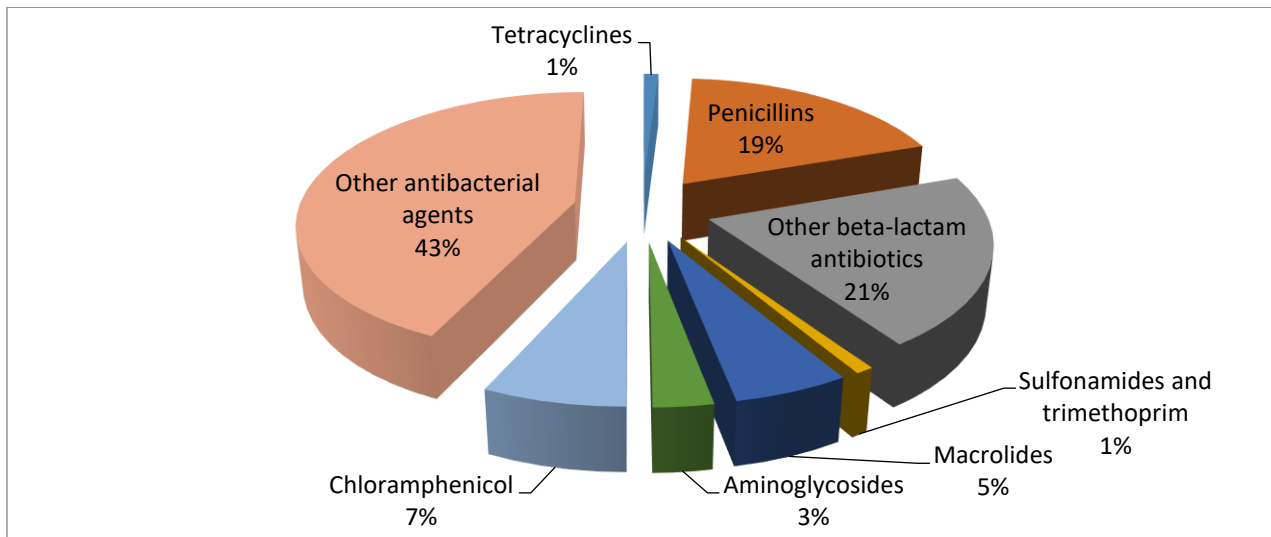 Tetracyclines
1%
Penicillins
19%
Other beta-lactam
antibiotics
21%
Sulfonamides and
trimethoprim
1%
Macrolides
5%
Aminoglycosides
3%
Chloramphenicol
7%
Other antibacterial
agents
43%